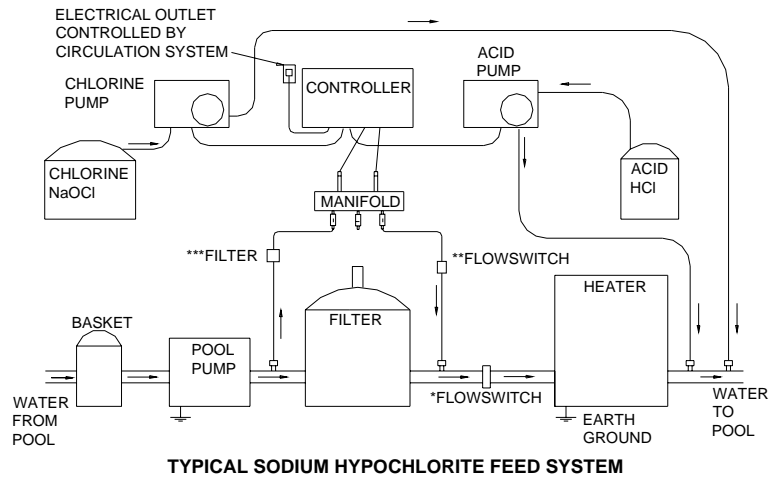 ELECTRICAL OUTLET
CONTROLLED BY
CIRCULATION SYSTEM
CHLORINE
PUMP
CONTROLLER
ACID
PUMP
CHLORINE
NaOCl
ACID
HCl
MANIFOLD
***FILTER
**FLOWSWITCH
BASKET
POOL
PUMP
FILTER
HEATER
WATER
FROM
POOL
*FLOWSWITCH
EARTH
GROUND
WATER
TO
POOL
TYPICAL SODIUM HYPOCHLORITE FEED SYSTEM